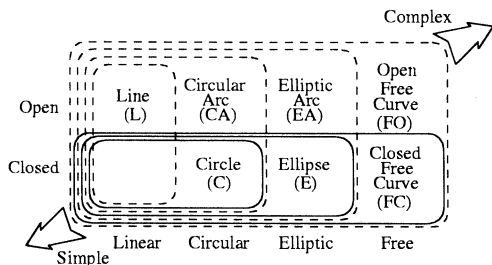 Complex
Open
Line
(L)
Circular
Arc
(CA)
Elliptic
Arc
(EA)
Open
Free
Curve
(FO)
Closed
Circle
(C)
Ellipse
(E)
Closed
Free
Curve
(FC)
Simple
Linear
Circular
Elliptic
Free